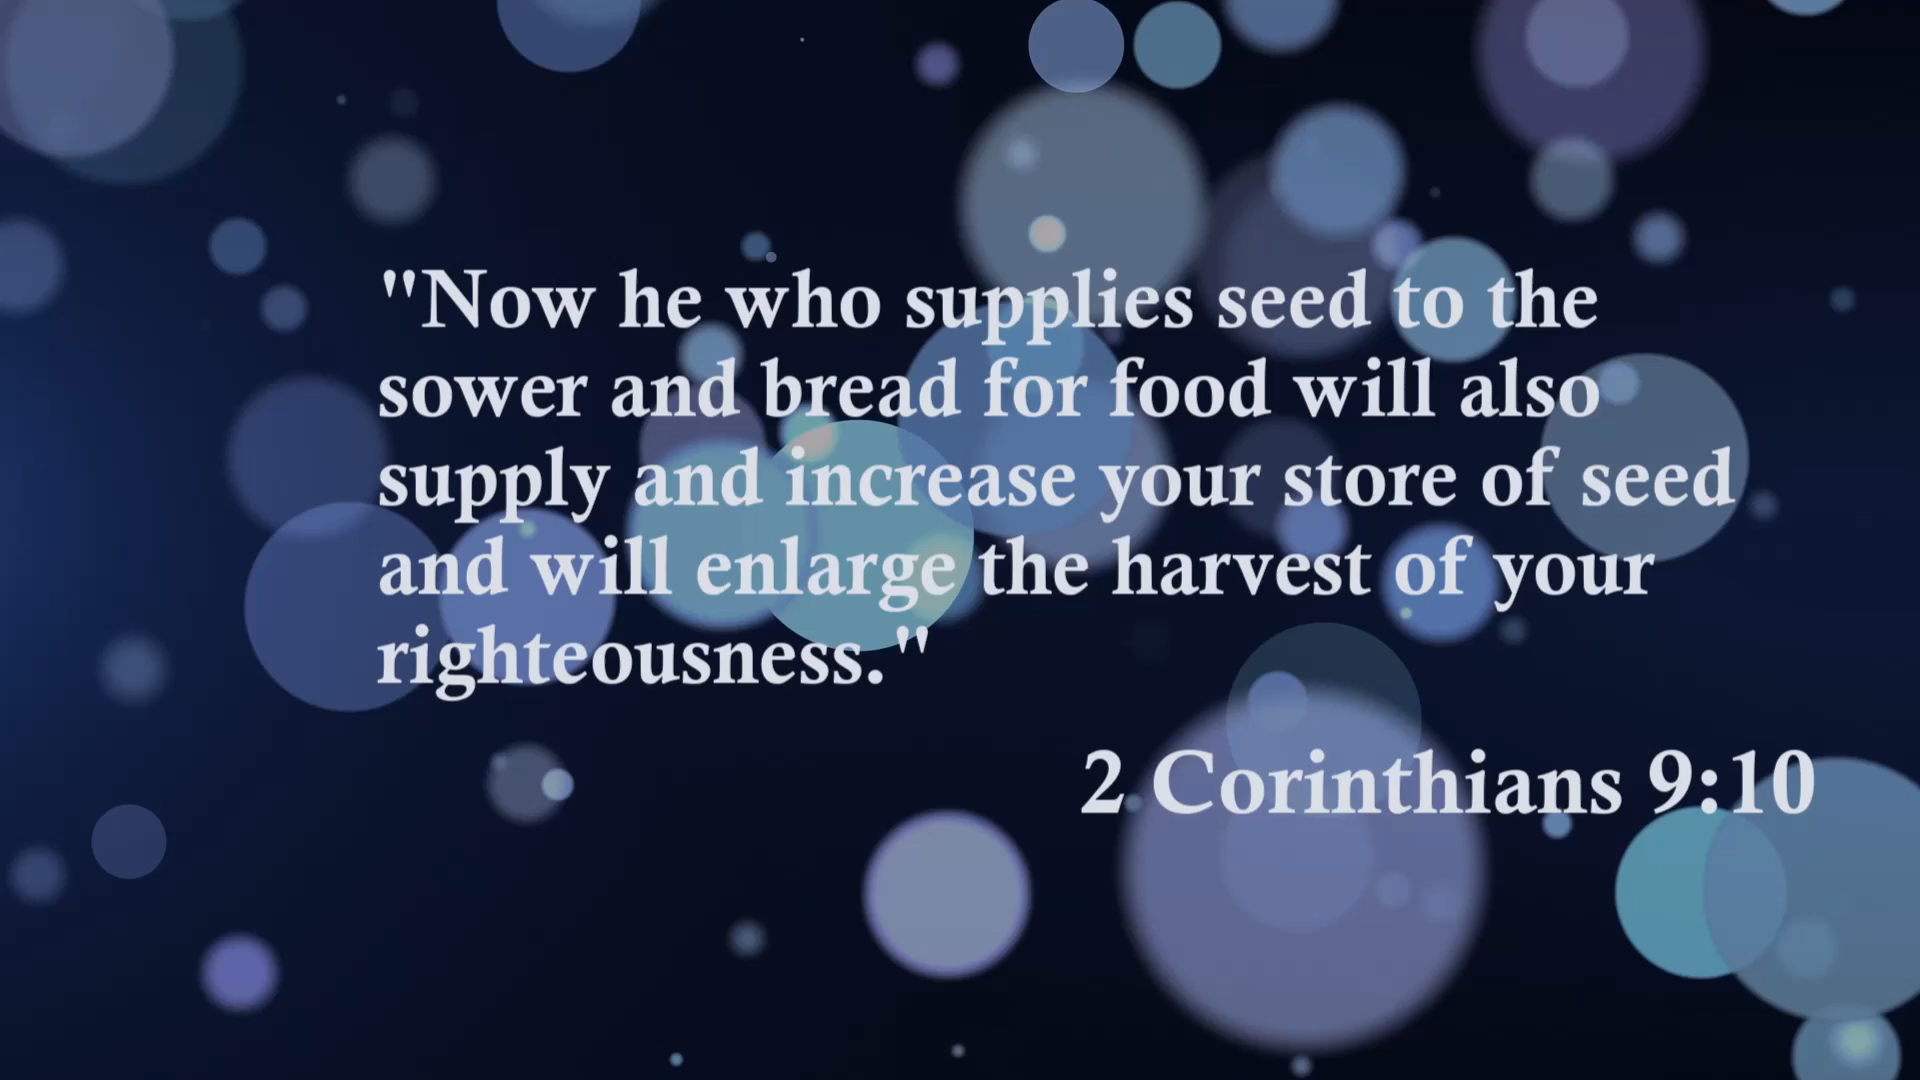 "Now he who supplies seed to the
sower and bread for food will also
supply and increase your store of seed
and will enlarge the harvest of your
righteousness."
2 Corinthians 9:10